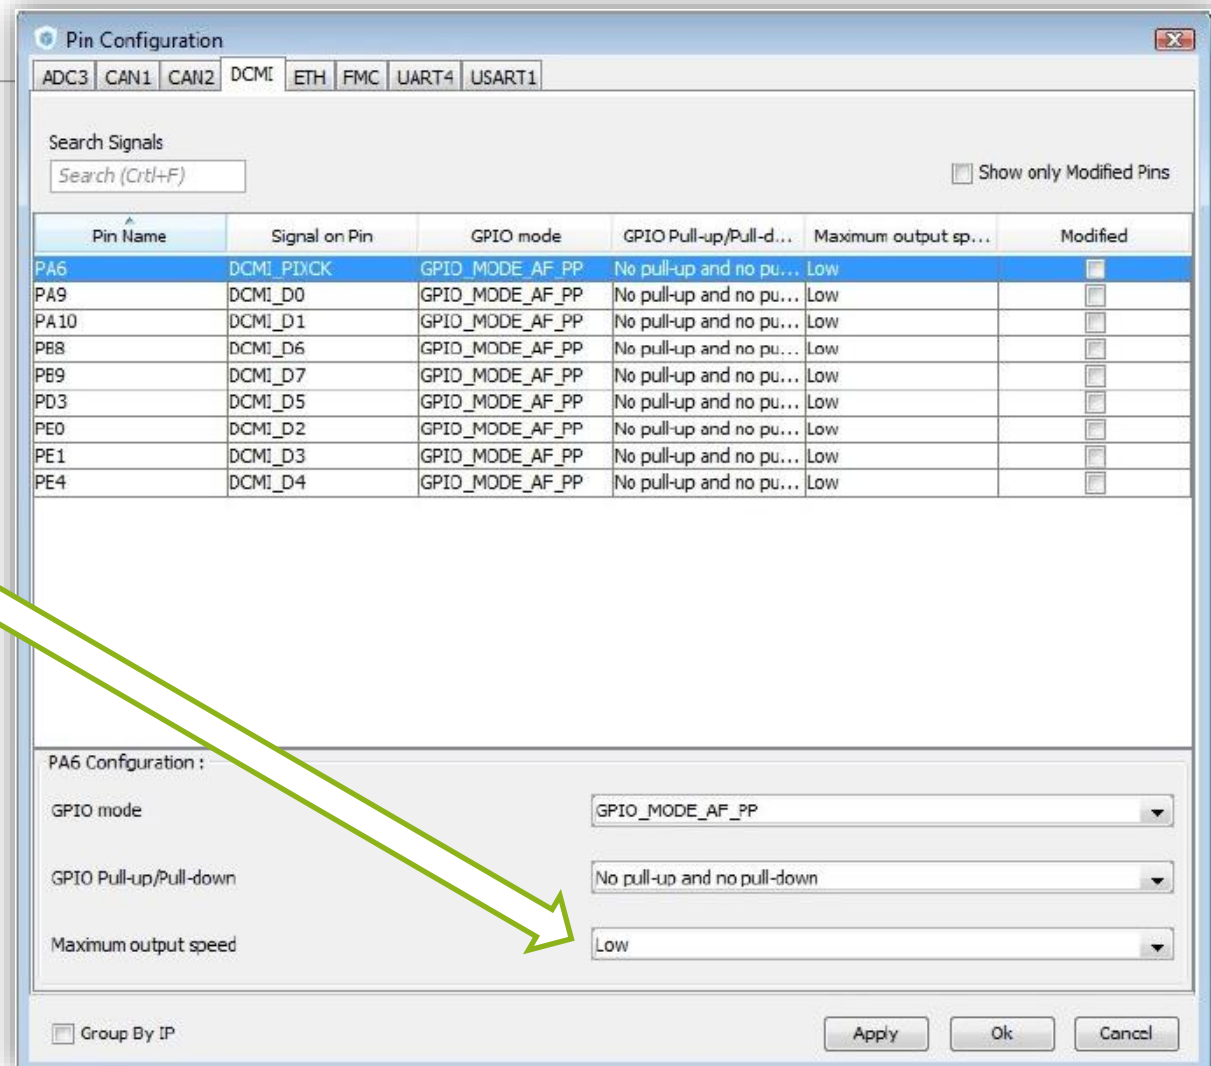 Pin Configuration
ADC3 CAN1 CAN2 DCMI ETH FMC UART4 USART1
Search Signals
Search (Crtl+F)
Show only Modified Pins
Pin Name Signal on Pin GPIO mode GPIO Pull-up/Pull-d... Maximum output sp... Modified
PA6 DCMI_PIXCK GPIO_MODE_AF_PP No pull-up and no pu... Low
PA9 DCMI_D0 GPIO_MODE_AF_PP No pull-up and no pu... Low
PA10 DCMI_D1 GPIO_MODE_AF_PP No pull-up and no pu... Low
PB8 DCMI_D6 GPIO_MODE_AF_PP No pull-up and no pu... Low
PB9 DCMI_D7 GPIO_MODE_AF_PP No pull-up and no pu... Low
PD3 DCMI_D5 GPIO_MODE_AF_PP No pull-up and no pu... Low
PE0 DCMI_D2 GPIO_MODE_AF_PP No pull-up and no pu... Low
PE1 DCMI_D3 GPIO_MODE_AF_PP No pull-up and no pu... Low
PE4 DCMI_D4 GPIO_MODE_AF_PP No pull-up and no pu... Low
PA6 Configuration :
GPIO mode GPIO_MODE_AF_PP
GPIO Pull-up/Pull-down No pull-up and no pull-down
Maximum output speed Low
Group By IP Apply Ok Cancel